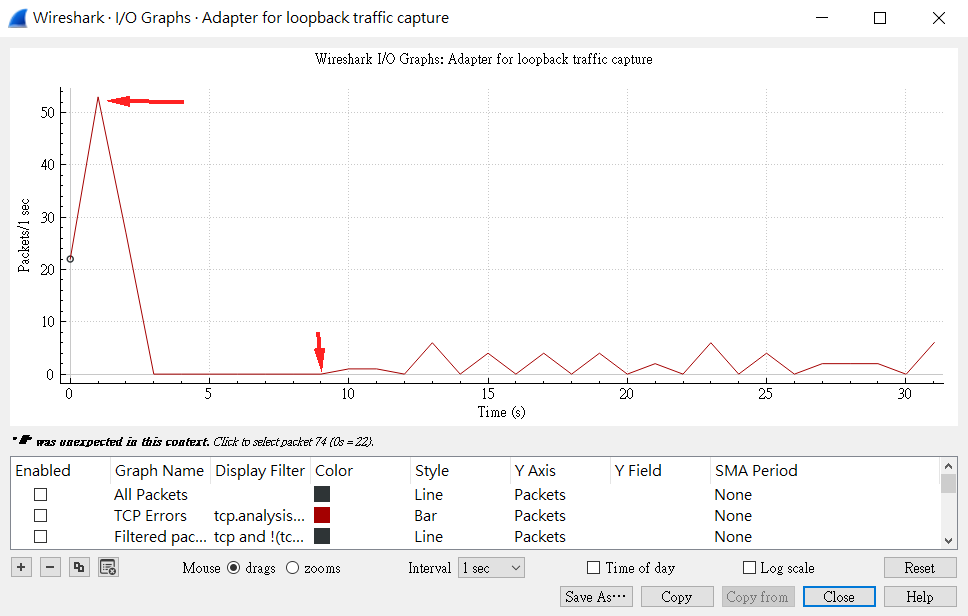 Wireshark · I/O Graphs · Adapter for loopback traffic capture
Wireshark I/O Graphs: Adapter for loopback traffic capture
Packets/1 sec
50
40
30
20
10
0
0 5 10 15 20 25 30
Time (s)
was unexpected in this context. Click to select packet 74 (0s = 22).
Enabled Graph Name Display Filter Color Style Y Axis Y Field SMA Period
All Packets Line Packets None
TCP Errors tcp.analysis... Bar Packets None
Filtered pac... tcp and !(tc... Line Packets None
+ − Mouse drags zooms Interval 1 sec Time of day Log scale Reset
Save As⋯ Copy Copy from Close Help